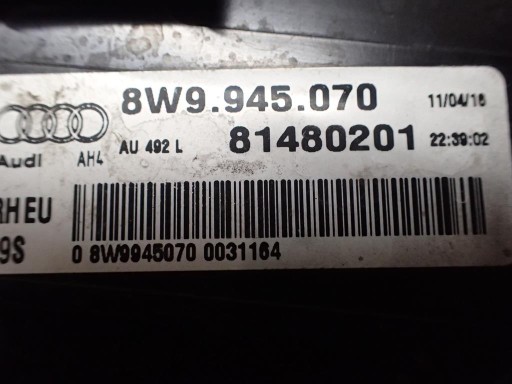 8W9.945.070 11/04/16
Audi AH4 AU 492 L 81480201 22:39:02
RH EU
9S
0 8W9945070 0031164